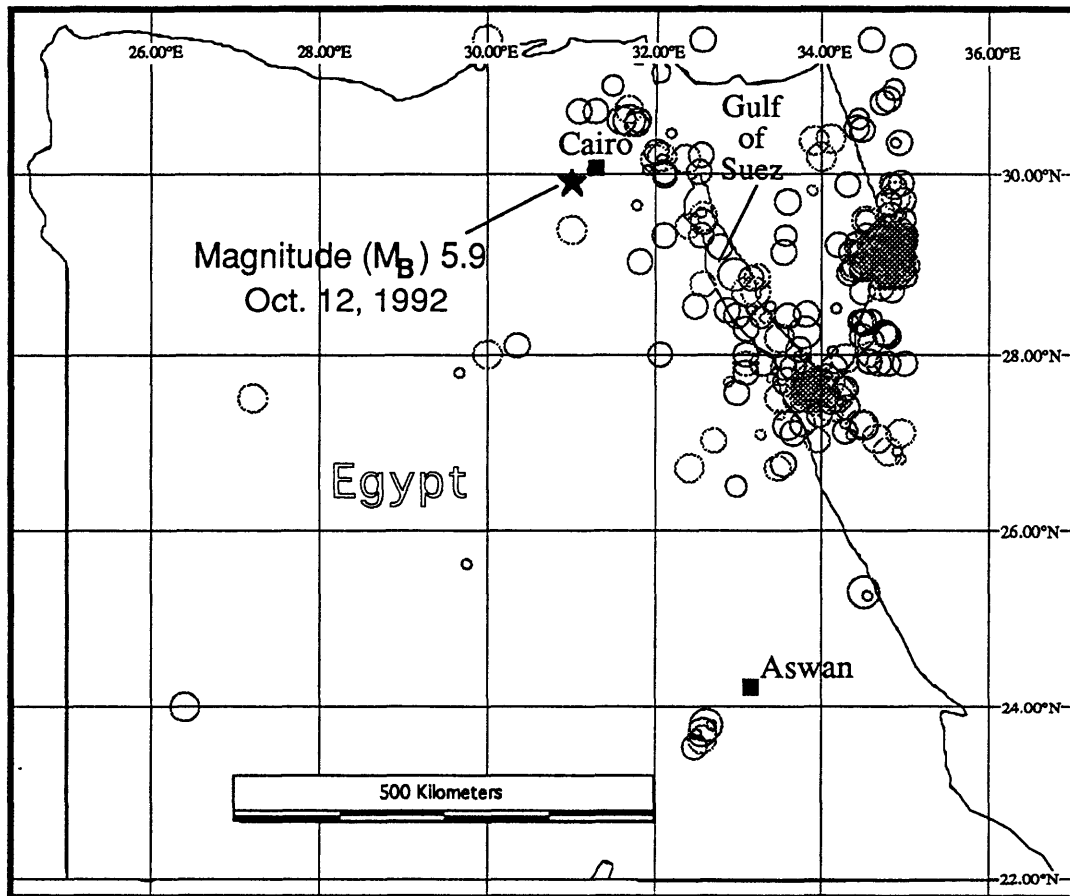 26.00°E
28.00°E
30.00°E
32.00°E
34.00°E
36.00°E
Gulf
of
Suez
Cairo
30.00°N
Magnitude (MB) 5.9
Oct. 12, 1992
28.00°N
Egypt
26.00°N
Aswan
24.00°N
500 Kilometers
22.00°N